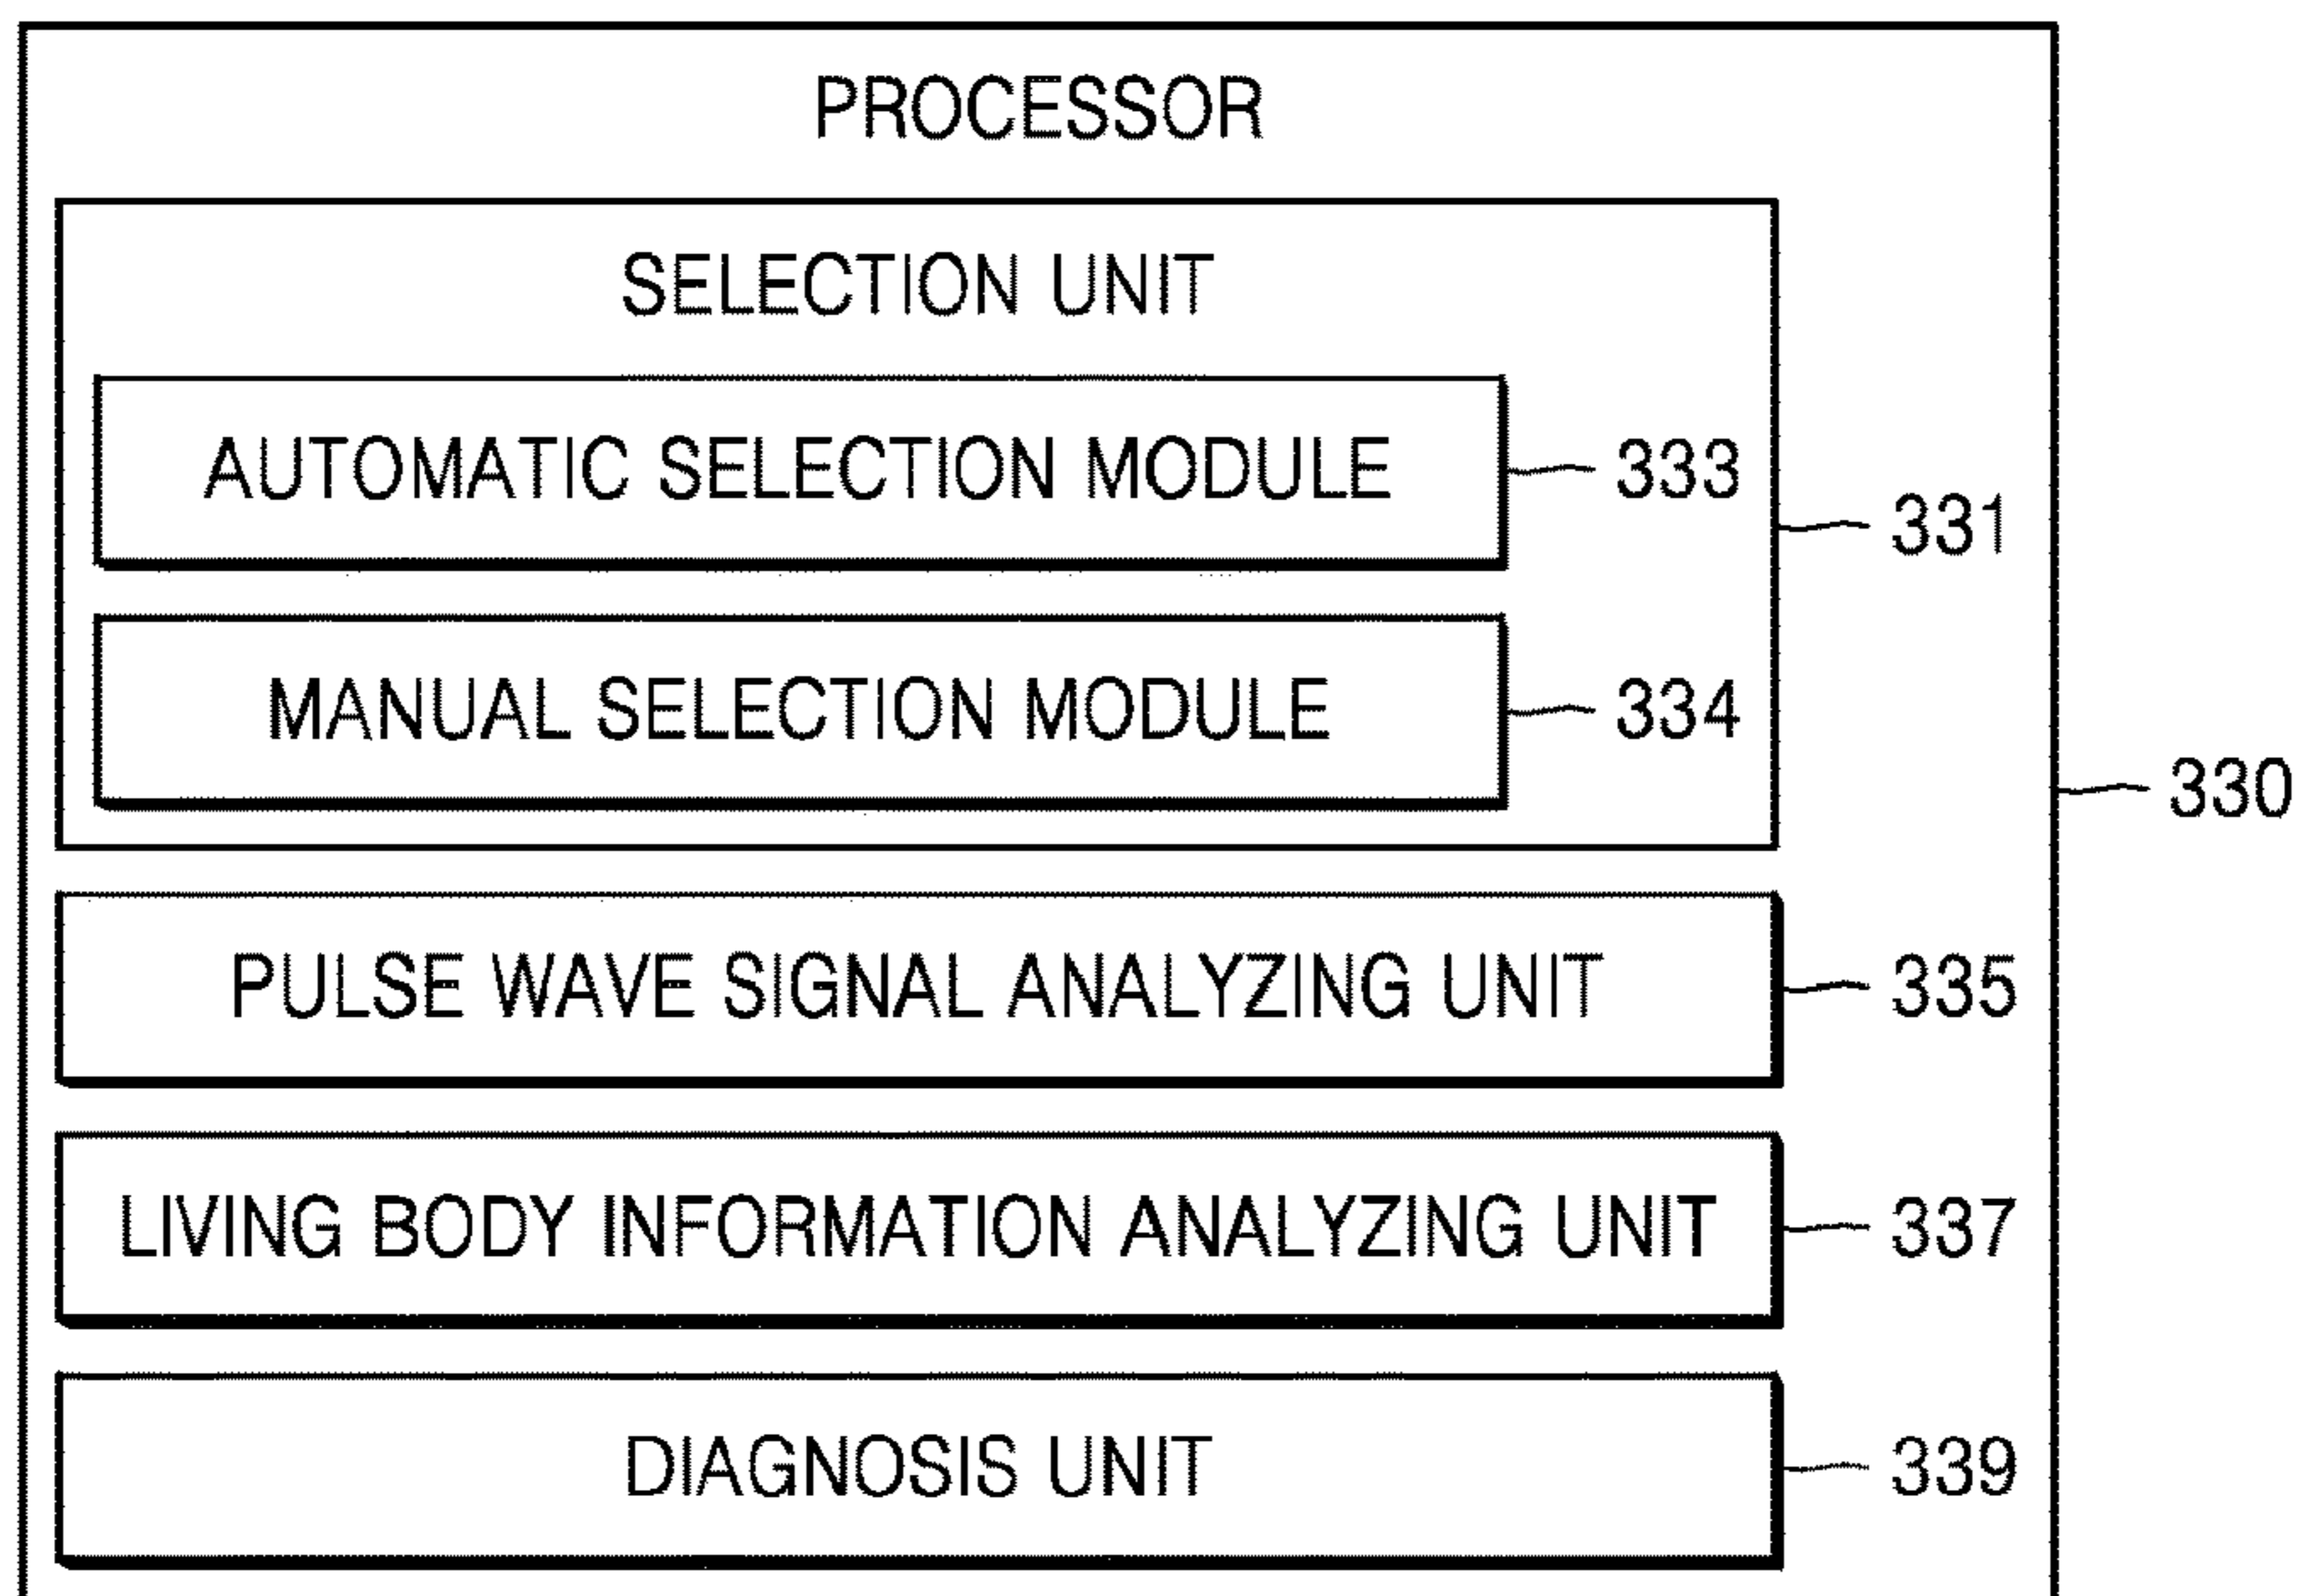 PROCESSOR
SELECTION UNIT
AUTOMATIC SELECTION MODULE
333
331
MANUAL SELECTION MODULE
334
330
PULSE WAVE SIGNAL ANALYZING UNIT
335
LIVING BODY INFORMATION ANALYZING UNIT
337
DIAGNOSIS UNIT
339